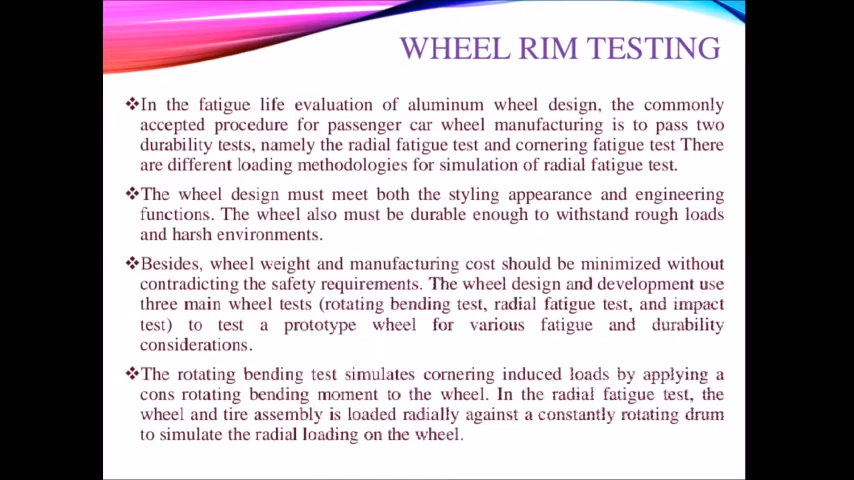 WHEEL RIM TESTING
❖In the fatigue life evaluation of aluminum wheel design, the commonly
accepted procedure for passenger car wheel manufacturing is to pass two
durability tests, namely the radial fatigue test and cornering fatigue test There
are different loading methodologies for simulation of radial fatigue test.
❖The wheel design must meet both the styling appearance and engineering
functions. The wheel also must be durable enough to withstand rough loads
and harsh environments.
❖Besides, wheel weight and manufacturing cost should be minimized without
contradicting the safety requirements. The wheel design and development use
three main wheel tests (rotating bending test, radial fatigue test, and impact
test) to test a prototype wheel for various fatigue and durability
considerations.
❖The rotating bending test simulates cornering induced loads by applying a
cons rotating bending moment to the wheel. In the radial fatigue test, the
wheel and tire assembly is loaded radially against a constantly rotating drum
to simulate the radial loading on the wheel.